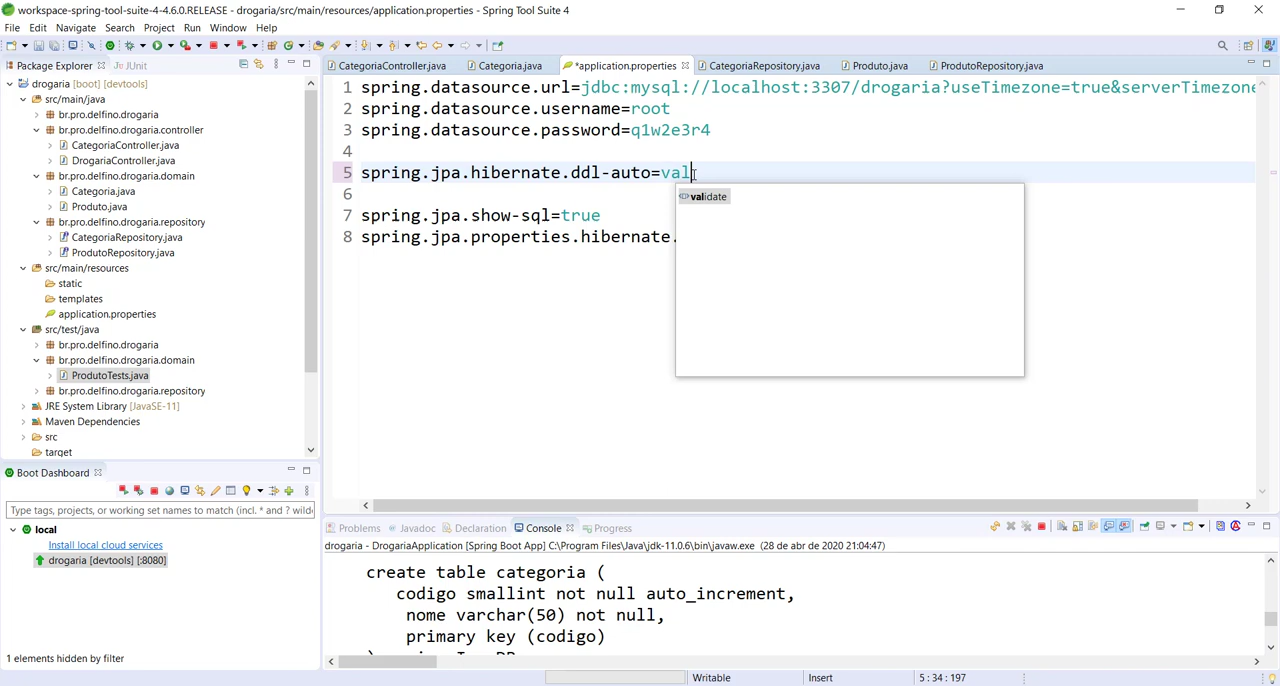 workspace-spring-tool-suite-4-4.6.0.RELEASE - drogaria/src/main/resources/application.properties - Spring Tool Suite 4
File Edit Navigate Search Project Run Window Help
Package Explorer JUnit
CategoriaController.java Categoria.java *application.properties CategoriaRepository.java Produto.java ProdutoRepository.java
drogaria [boot] [devtools]
src/main/java
br.pro.delfino.drogaria
br.pro.delfino.drogaria.controller
CategoriaController.java
DrogariaController.java
br.pro.delfino.drogaria.domain
Categoria.java
Produto.java
br.pro.delfino.drogaria.repository
CategoriaRepository.java
ProdutoRepository.java
src/main/resources
static
templates
application.properties
src/test/java
br.pro.delfino.drogaria
br.pro.delfino.drogaria.domain
ProdutoTests.java
br.pro.delfino.drogaria.repository
JRE System Library [JavaSE-11]
Maven Dependencies
src
target
1 spring.datasource.url=jdbc:mysql://localhost:3307/drogaria?useTimezone=true&serverTimezone
2 spring.datasource.username=root
3 spring.datasource.password=q1w2e3r4
4
5 spring.jpa.hibernate.ddl-auto=val
6
7 spring.jpa.show-sql=true
8 spring.jpa.properties.hibernate.
validate
Boot Dashboard
Type tags, projects, or working set names to match (incl. * and ? wild
local
Install local cloud services
drogaria [devtools] [:8080]
1 elements hidden by filter
Problems Javadoc Declaration Console Progress
drogaria - DrogariaApplication [Spring Boot App] C:\Program Files\Java\jdk-11.0.6\bin\javaw.exe (28 de abr de 2020 21:04:47)
create table categoria (
codigo smallint not null auto_increment,
nome varchar(50) not null,
primary key (codigo)
Writable Insert 5 : 34 : 197